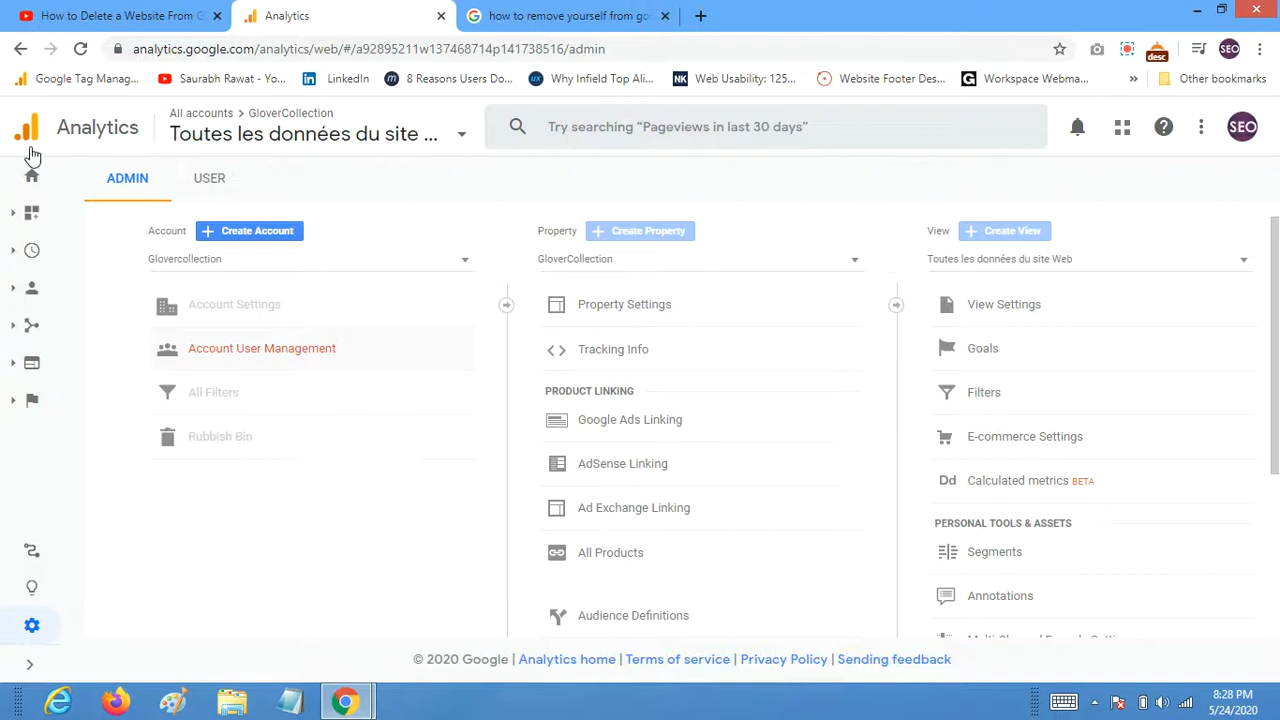 How to Delete a Website From G
Analytics
how to remove yourself from go
analytics.google.com/analytics/web/#/a92895211w137468714p141738516/admin
desc
SEO
Google Tag Manag...
Saurabh Rawat - Yo...
LinkedIn
8 Reasons Users Do...
ux
Why Infield Top Ali...
NK
Web Usability: 125...
Website Footer Des...
G
Workspace Webma...
»
Other bookmarks
Analytics
All accounts > GloverCollection
Toutes les données du site ...
Try searching “Pageviews in last 30 days”
SEO
ADMIN
USER
Account
Create Account
Glovercollection
Account Settings
Account User Management
All Filters
Rubbish Bin
Property
Create Property
GloverCollection
Property Settings
Tracking Info
PRODUCT LINKING
Google Ads Linking
AdSense Linking
Ad Exchange Linking
All Products
Audience Definitions
View
Create View
Toutes les données du site Web
View Settings
Goals
Filters
E-commerce Settings
Dd Calculated metrics BETA
PERSONAL TOOLS & ASSETS
Segments
Annotations
© 2020 Google | Analytics home | Terms of service | Privacy Policy | Sending feedback
8:28 PM
5/24/2020